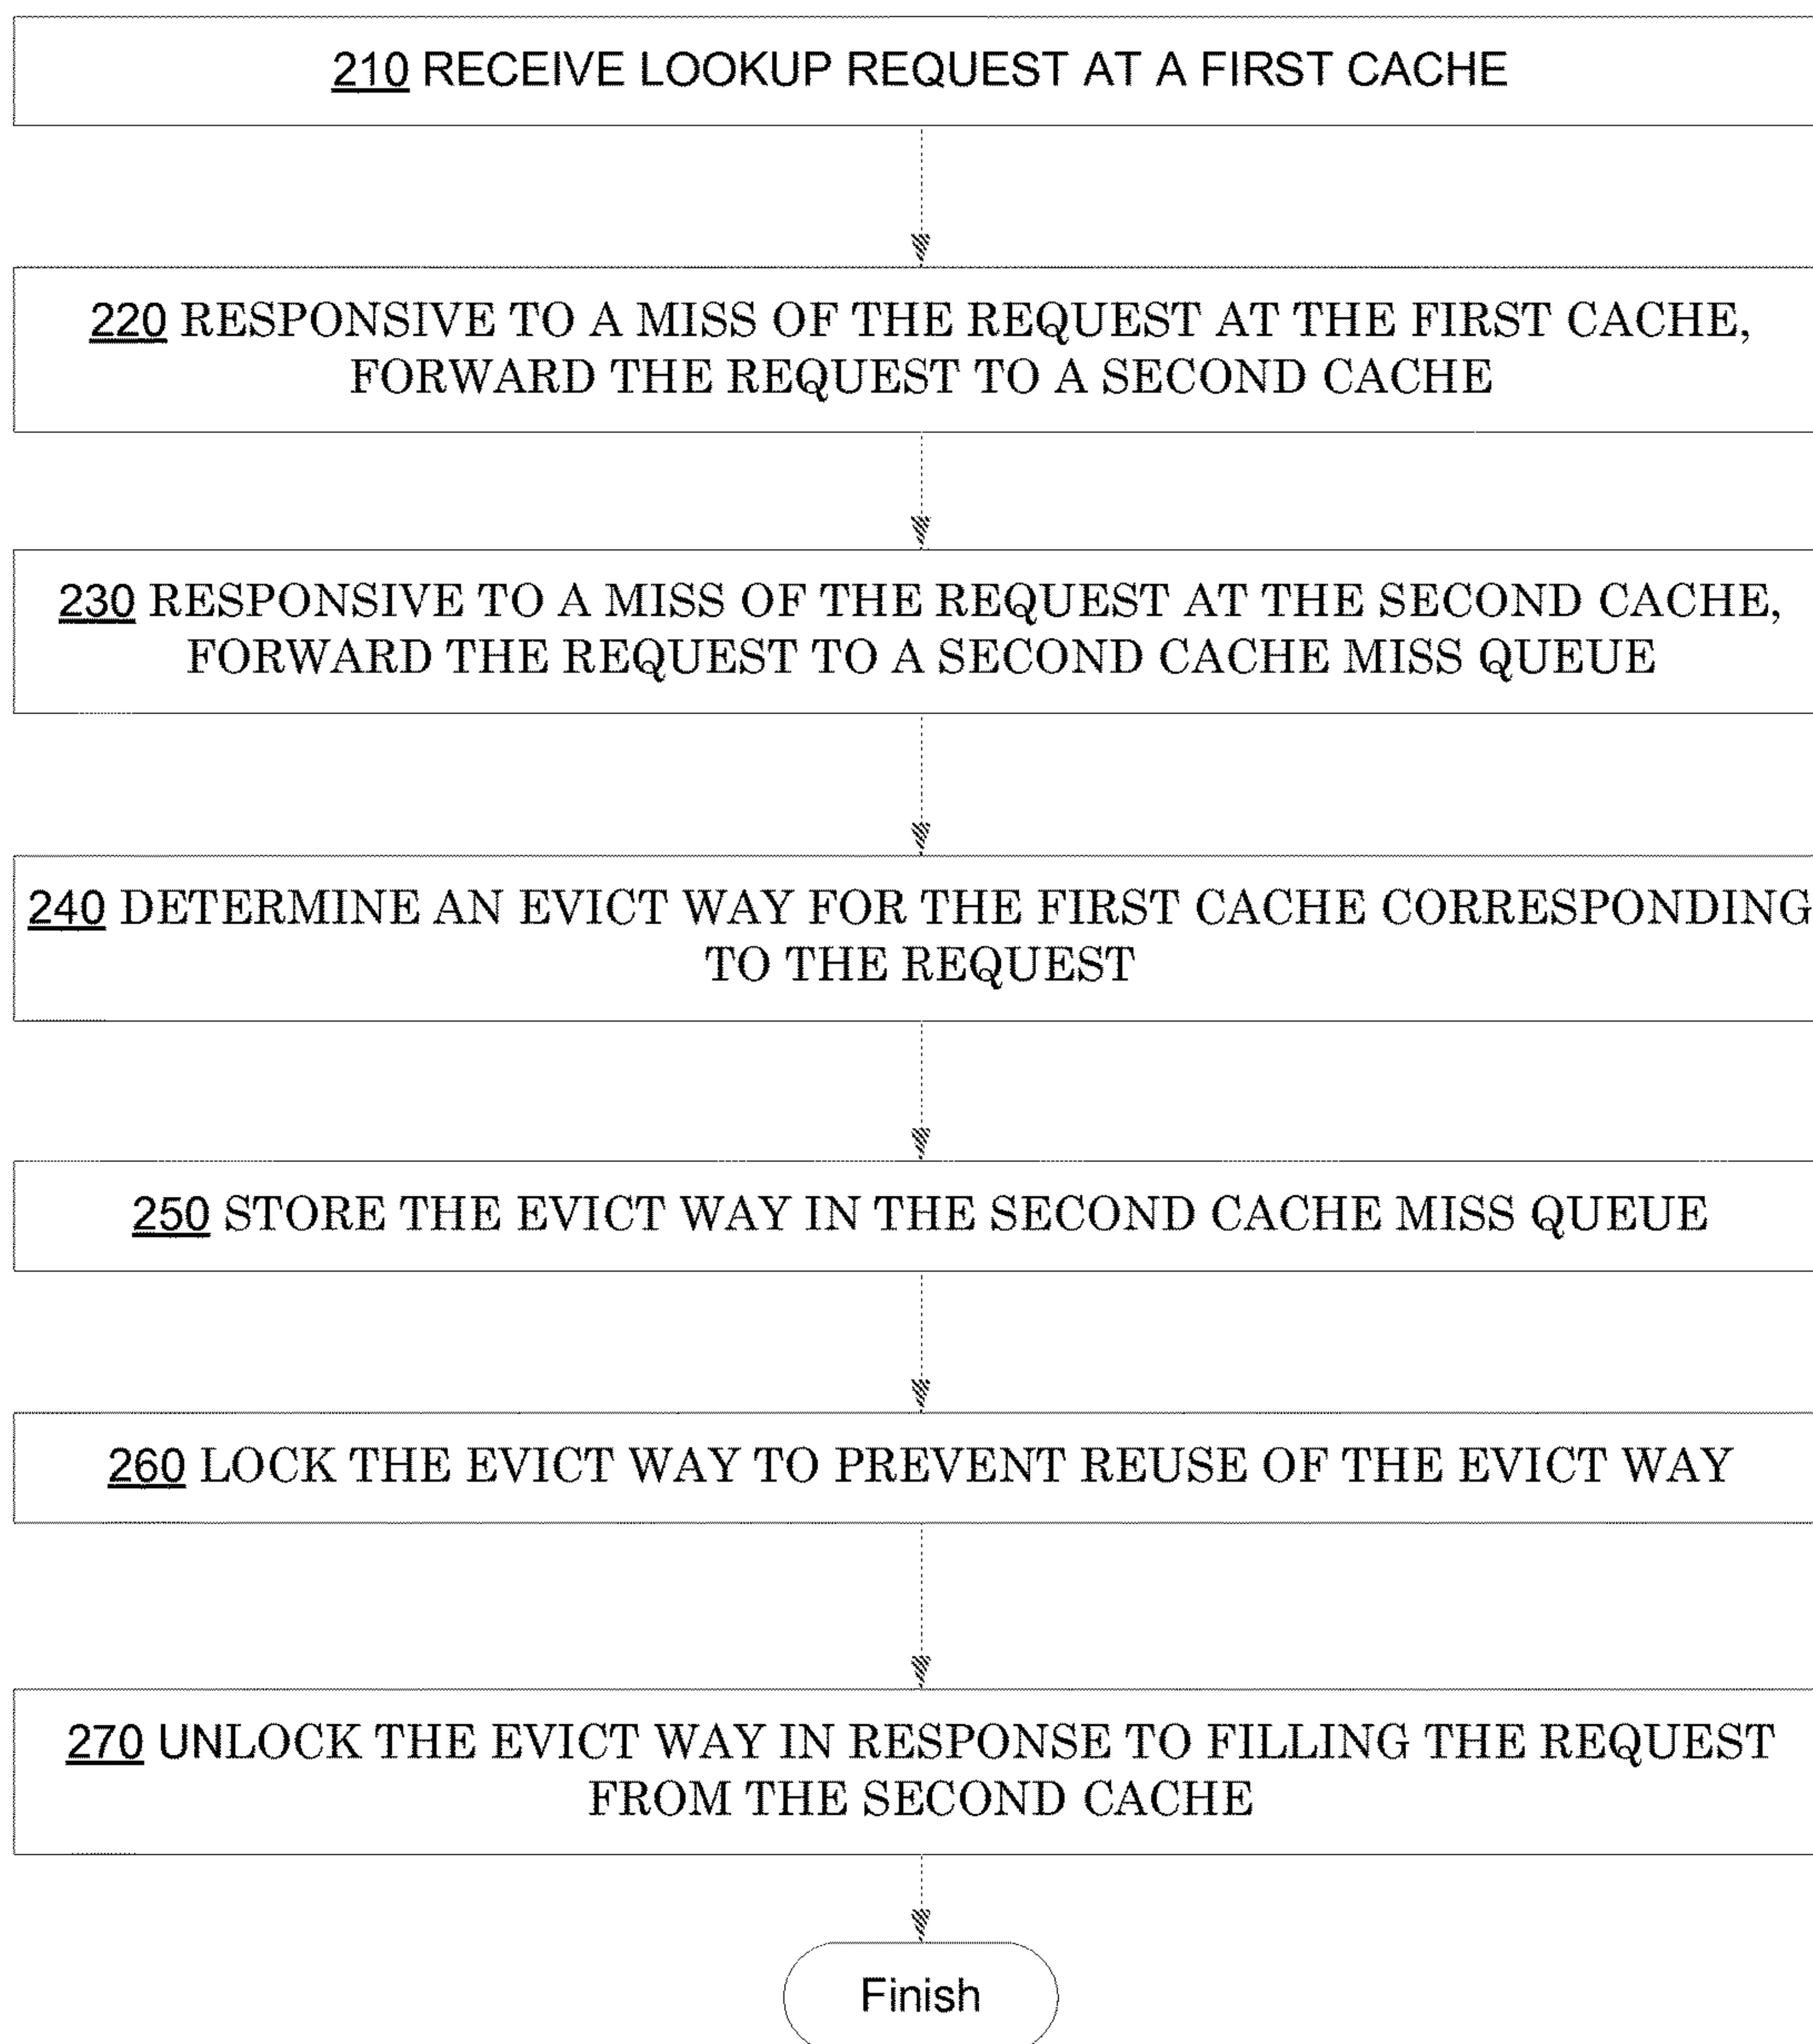 210 RECEIVE LOOKUP REQUEST AT A FIRST CACHE
220 RESPONSIVE TO A MISS OF THE REQUEST AT THE FIRST CACHE,
FORWARD THE REQUEST TO A SECOND CACHE
230 RESPONSIVE TO A MISS OF THE REQUEST AT THE SECOND CACHE,
FORWARD THE REQUEST TO A SECOND CACHE MISS QUEUE
240 DETERMINE AN EVICT WAY FOR THE FIRST CACHE CORRESPONDING
TO THE REQUEST
250 STORE THE EVICT WAY IN THE SECOND CACHE MISS QUEUE
260 LOCK THE EVICT WAY TO PREVENT REUSE OF THE EVICT WAY
270 UNLOCK THE EVICT WAY IN RESPONSE TO FILLING THE REQUEST
FROM THE SECOND CACHE
Finish